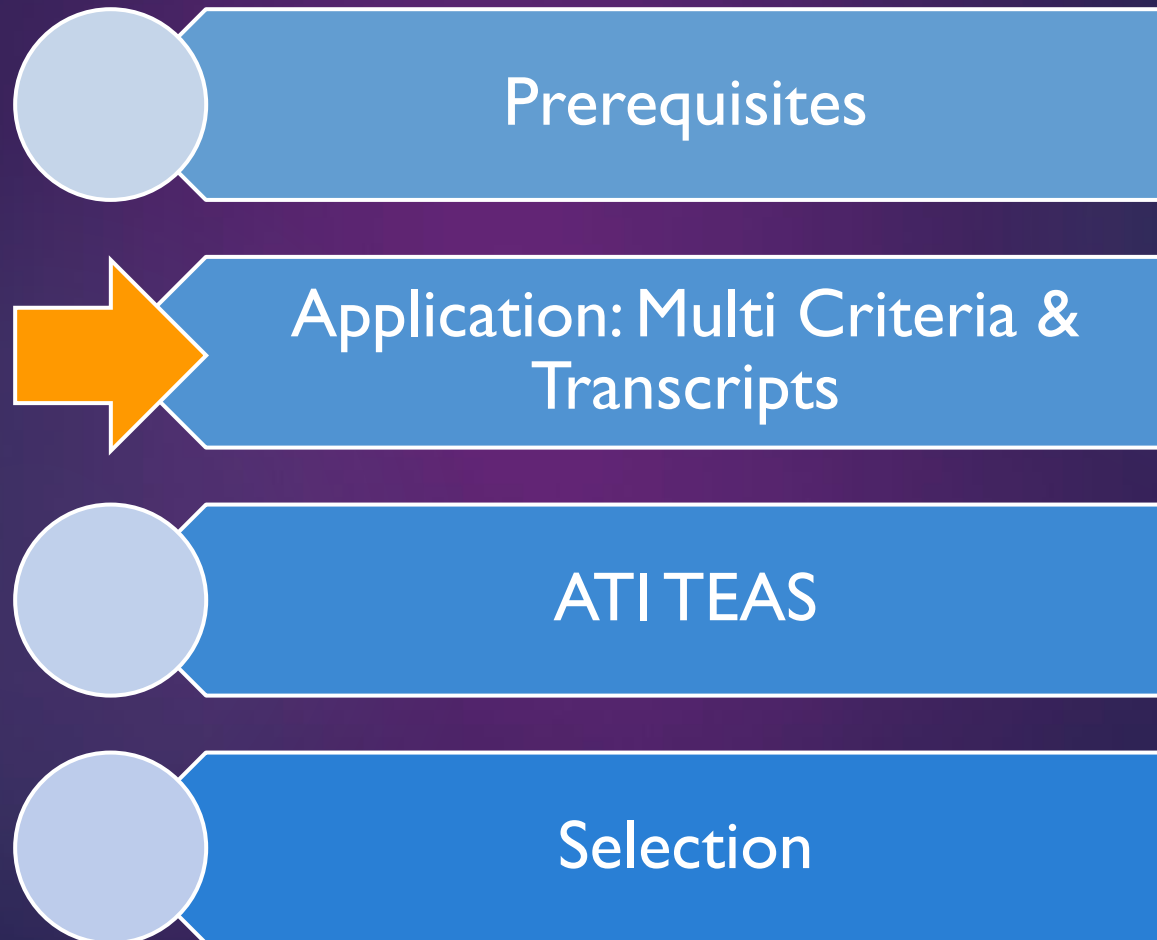 Prerequisites
Application: Multi Criteria &
Transcripts
ATI TEAS
Selection